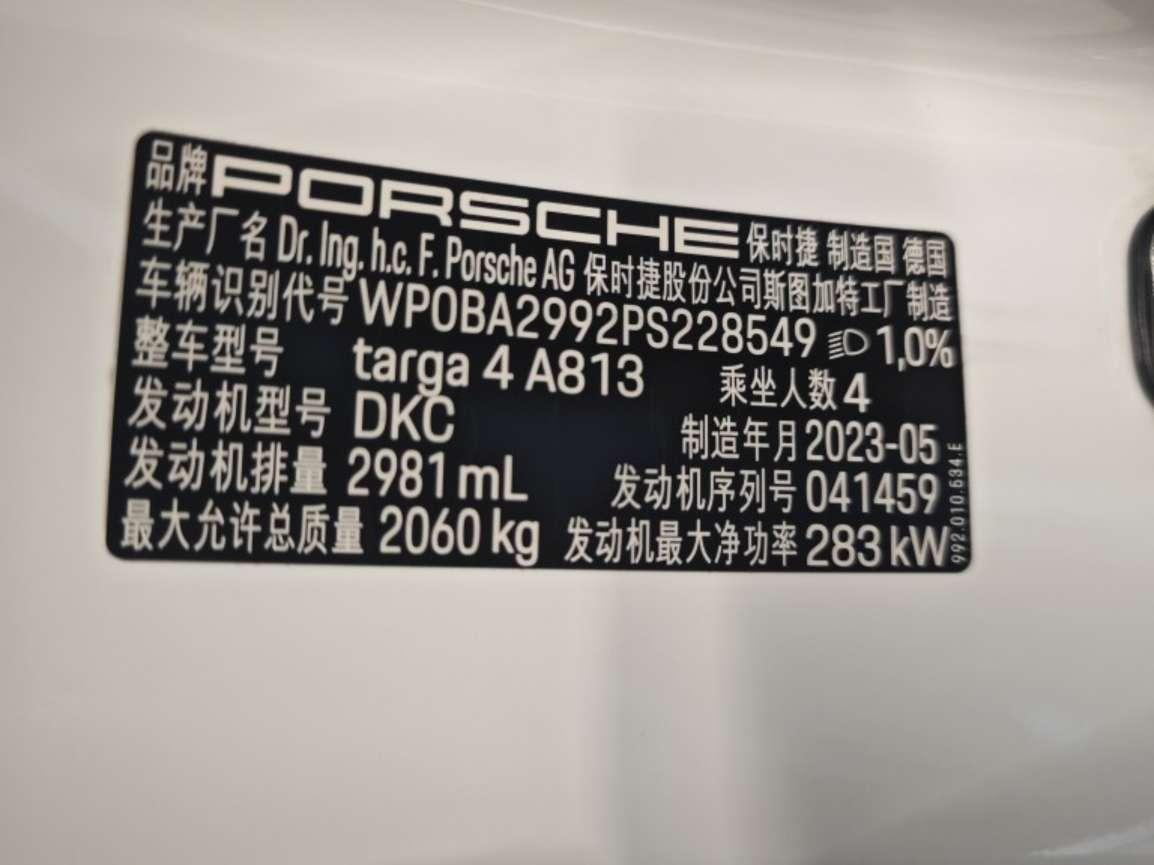 品牌 PORSCHE 保时捷 制造国 德国
生产厂名 Dr. Ing. h.c. F. Porsche AG 保时捷股份公司斯图加特工厂制造
车辆识别代号 WP0BA2992PS228549 1,0%
整车型号 targa 4 A813 乘坐人数 4
发动机型号 DKC 制造年月 2023-05
发动机排量 2981 mL 发动机序列号 041459
最大允许总质量 2060 kg 发动机最大净功率 283 kW
992.010.634.E